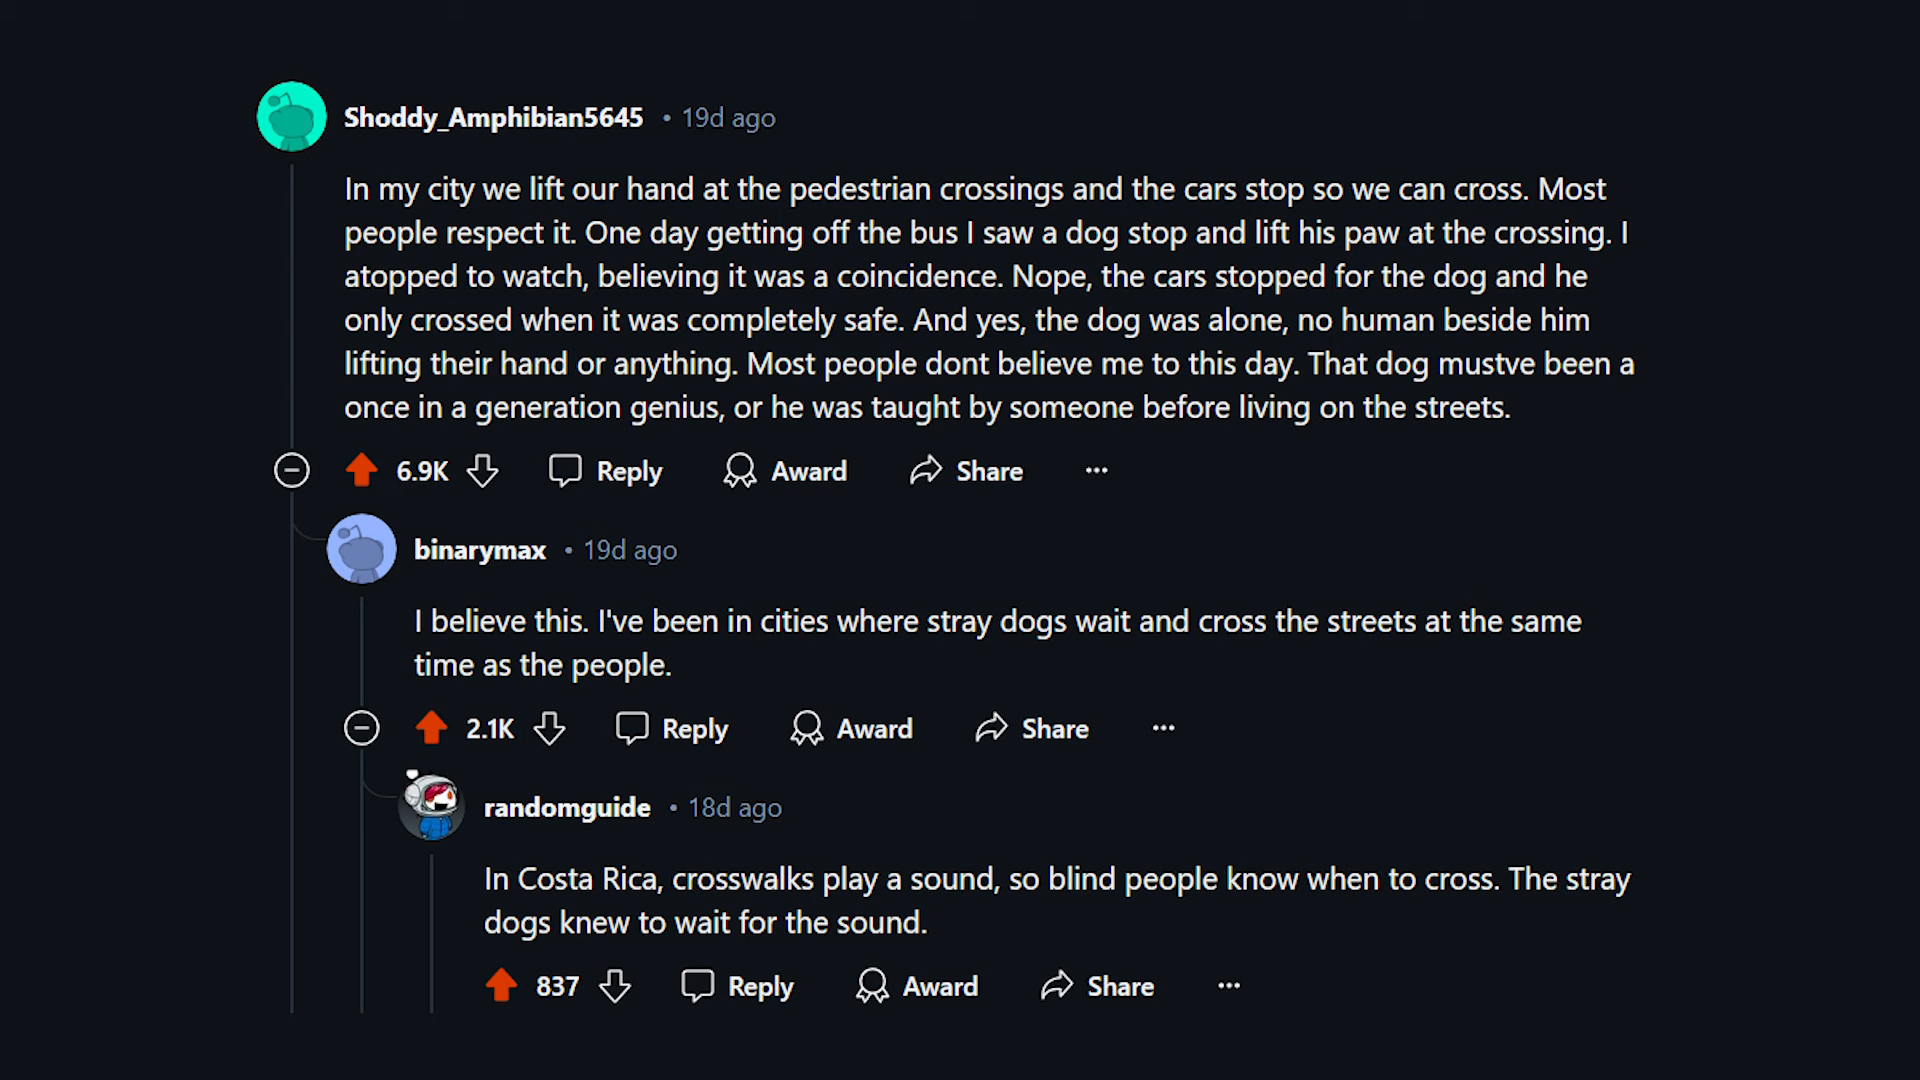 Shoddy_Amphibian5645 • 19d ago
In my city we lift our hand at the pedestrian crossings and the cars stop so we can cross. Most
people respect it. One day getting off the bus I saw a dog stop and lift his paw at the crossing. I
atopped to watch, believing it was a coincidence. Nope, the cars stopped for the dog and he
only crossed when it was completely safe. And yes, the dog was alone, no human beside him
lifting their hand or anything. Most people dont believe me to this day. That dog mustve been a
once in a generation genius, or he was taught by someone before living on the streets.
6.9K Reply Award Share ...
binarymax • 19d ago
I believe this. I've been in cities where stray dogs wait and cross the streets at the same
time as the people.
2.1K Reply Award Share ...
randomguide • 18d ago
In Costa Rica, crosswalks play a sound, so blind people know when to cross. The stray
dogs knew to wait for the sound.
837 Reply Award Share ...